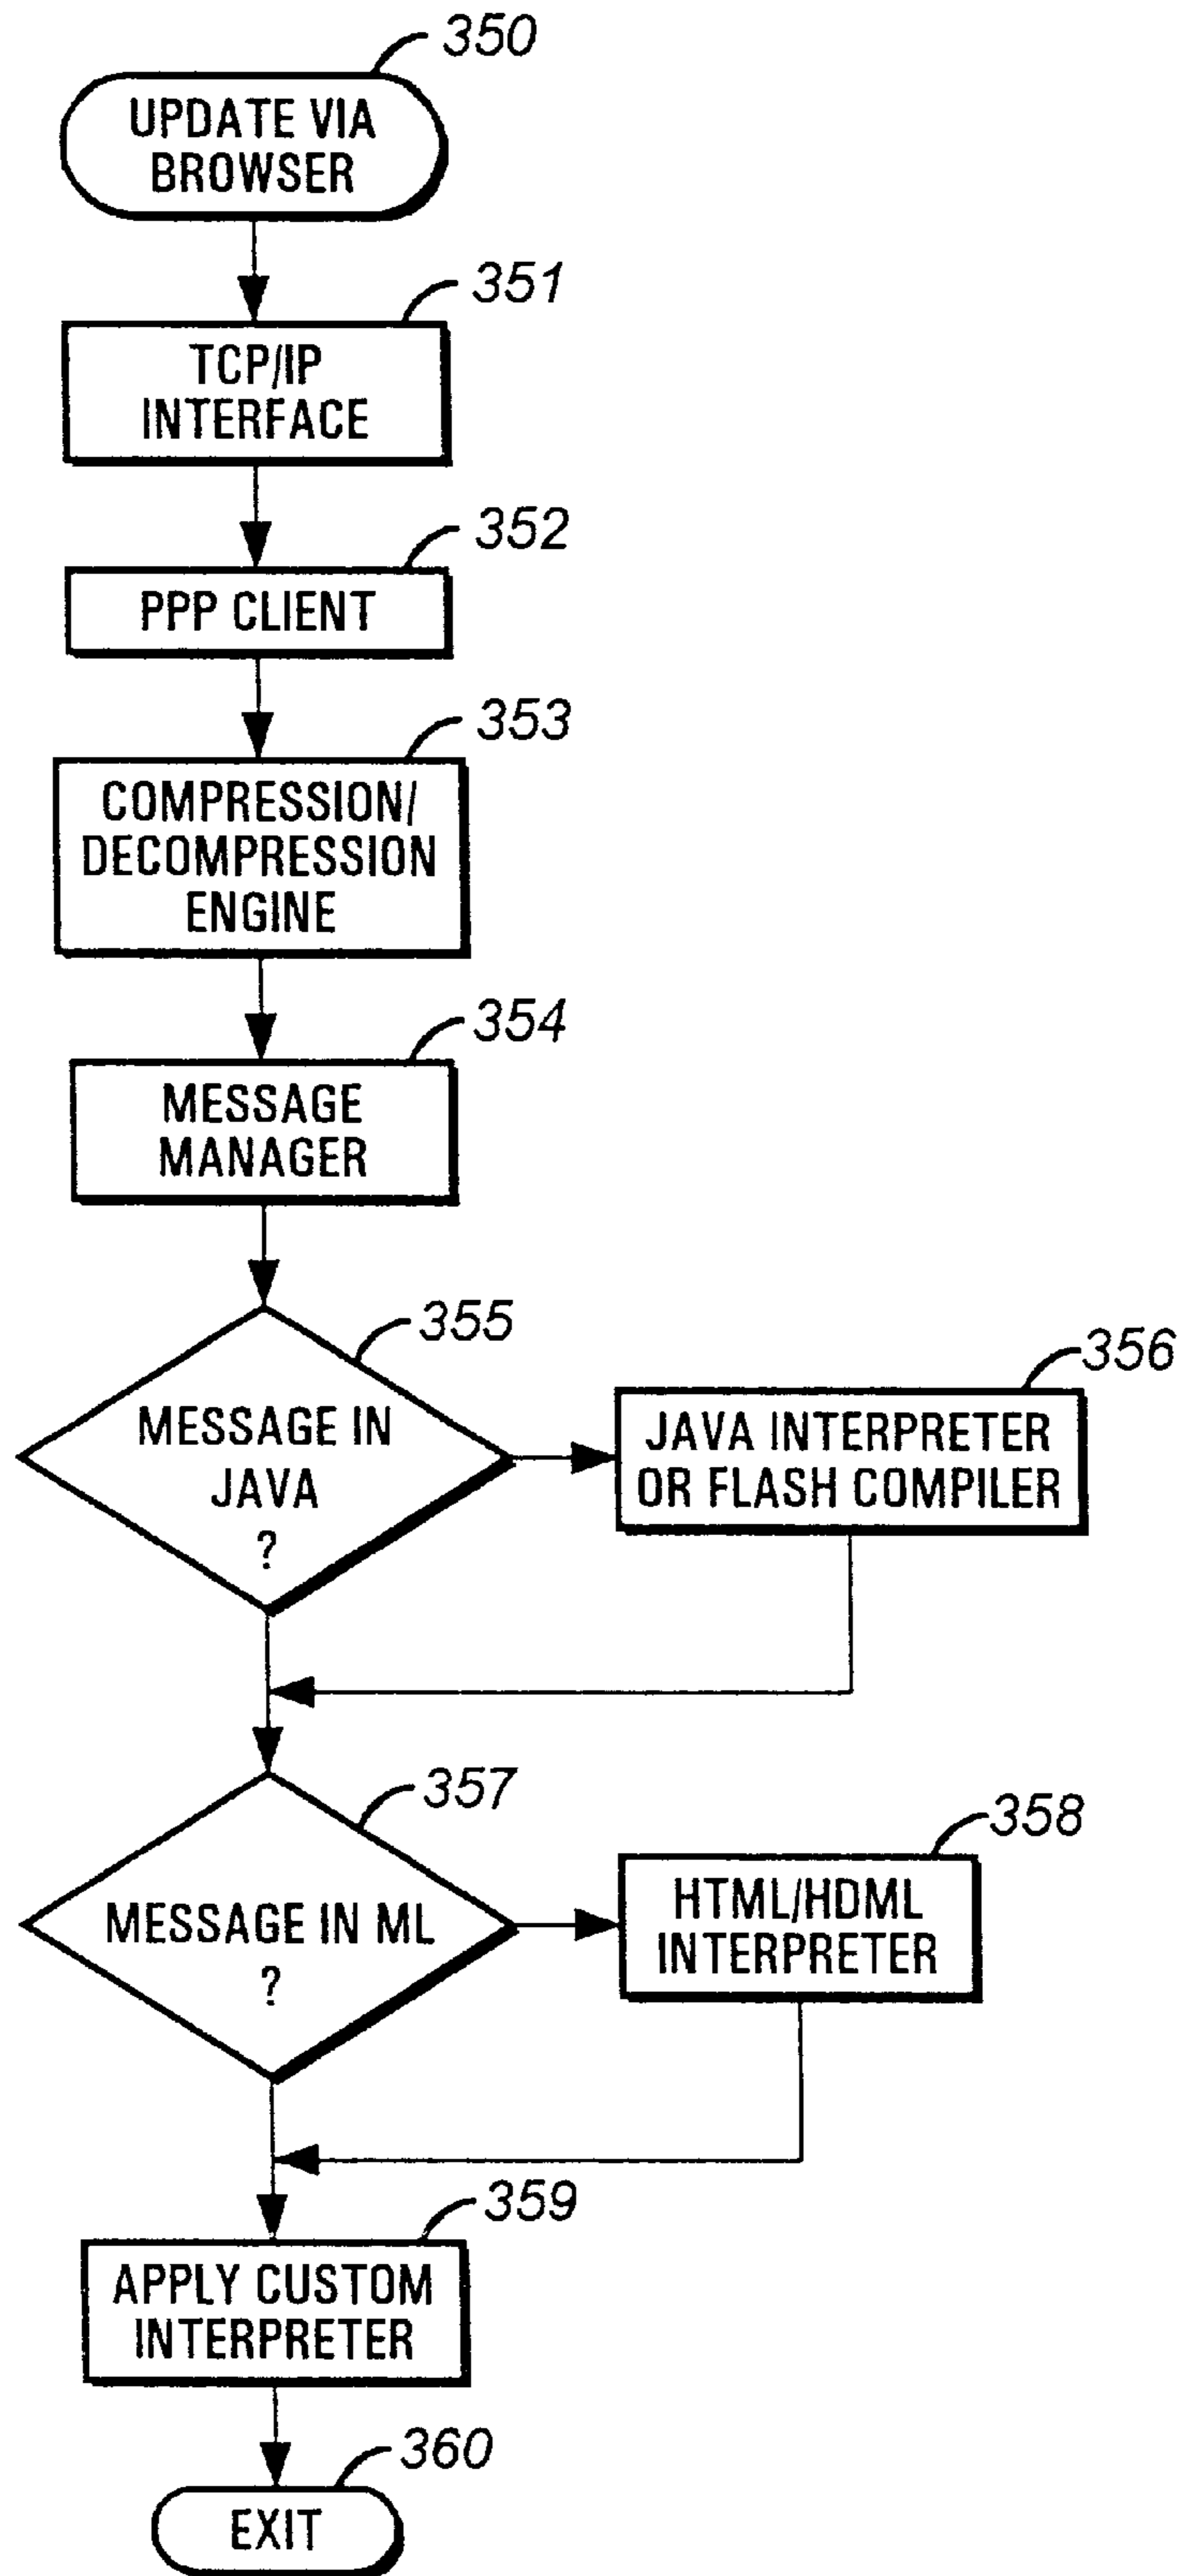 350
UPDATE VIA
BROWSER
351
TCP/IP
INTERFACE
352
PPP CLIENT
353
COMPRESSION/
DECOMPRESSION
ENGINE
354
MESSAGE
MANAGER
355
MESSAGE IN
JAVA
?
356
JAVA INTERPRETER
OR FLASH COMPILER
357
MESSAGE IN ML
?
358
HTML/HDML
INTERPRETER
359
APPLY CUSTOM
INTERPRETER
360
EXIT